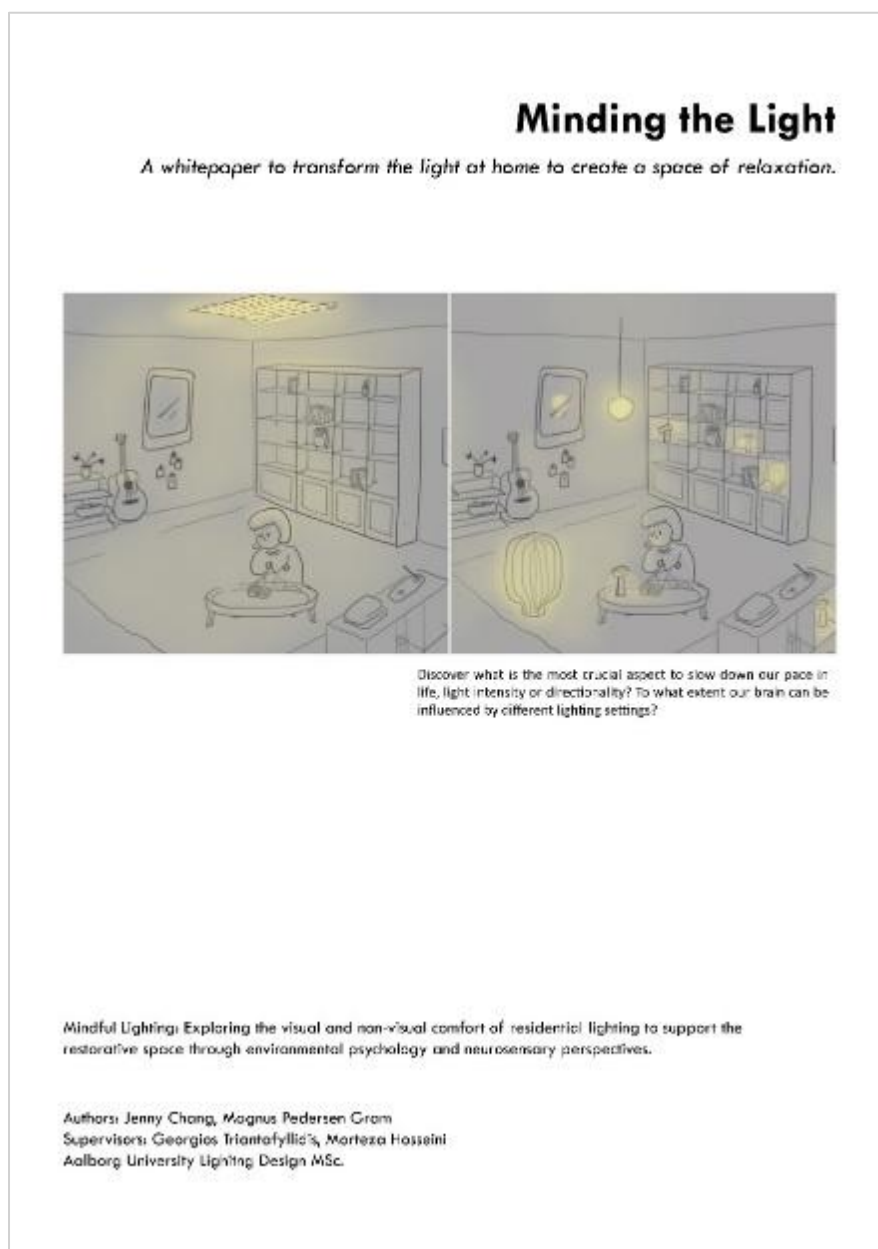 Minding the Light
A whitepaper to transform the light at home to create a space of relaxation.
Discover what is the most crucial aspect to slow down our pace in
life, light intensity or directionality? To what extent our brain can be
influenced by different lighting settings?
Mindful Lighting: Exploring the visual and non-visual comfort of residential lighting to support the
restorative space through environmental psychology and neurosensory perspectives.
Authors: Jenny Chang, Magnus Pedersen Gram
Supervisors: Georgios Triantafyllidis, Morteza Hosseini
Aalborg University Lighting Design MSc.